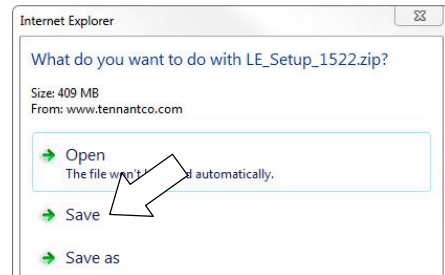 Internet Explorer
What do you want to do with LE_Setup_1522.zip?
Size: 409 MB
From: www.tennantco.com
Open
The file won't automatically.
Save
Save as